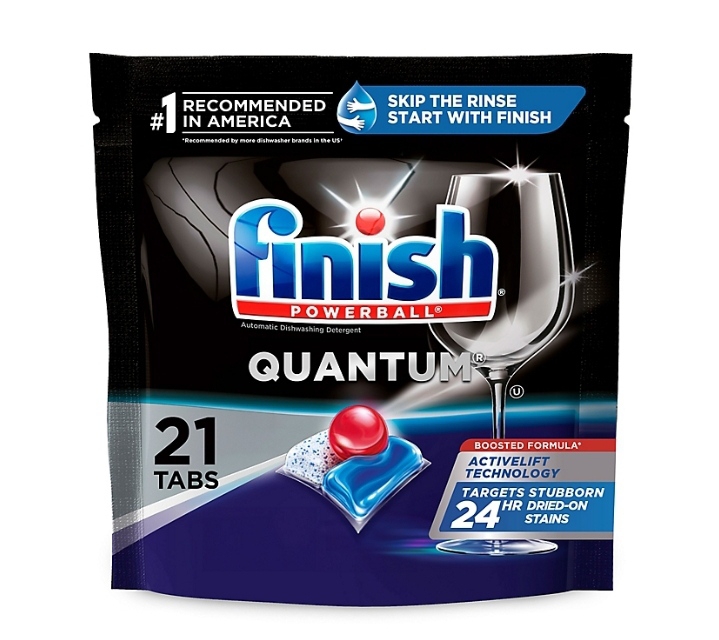 #1 RECOMMENDED
IN AMERICA
*Recommended by more dishwasher brands in the US*
SKIP THE RINSE
START WITH FINISH
finish®
POWERBALL®
Automatic Dishwashing Detergent
QUANTUM®
U
21
TABS
BOOSTED FORMULA*
ACTIVELIFT
TECHNOLOGY
TARGETS STUBBORN
24 HR DRIED-ON
STAINS